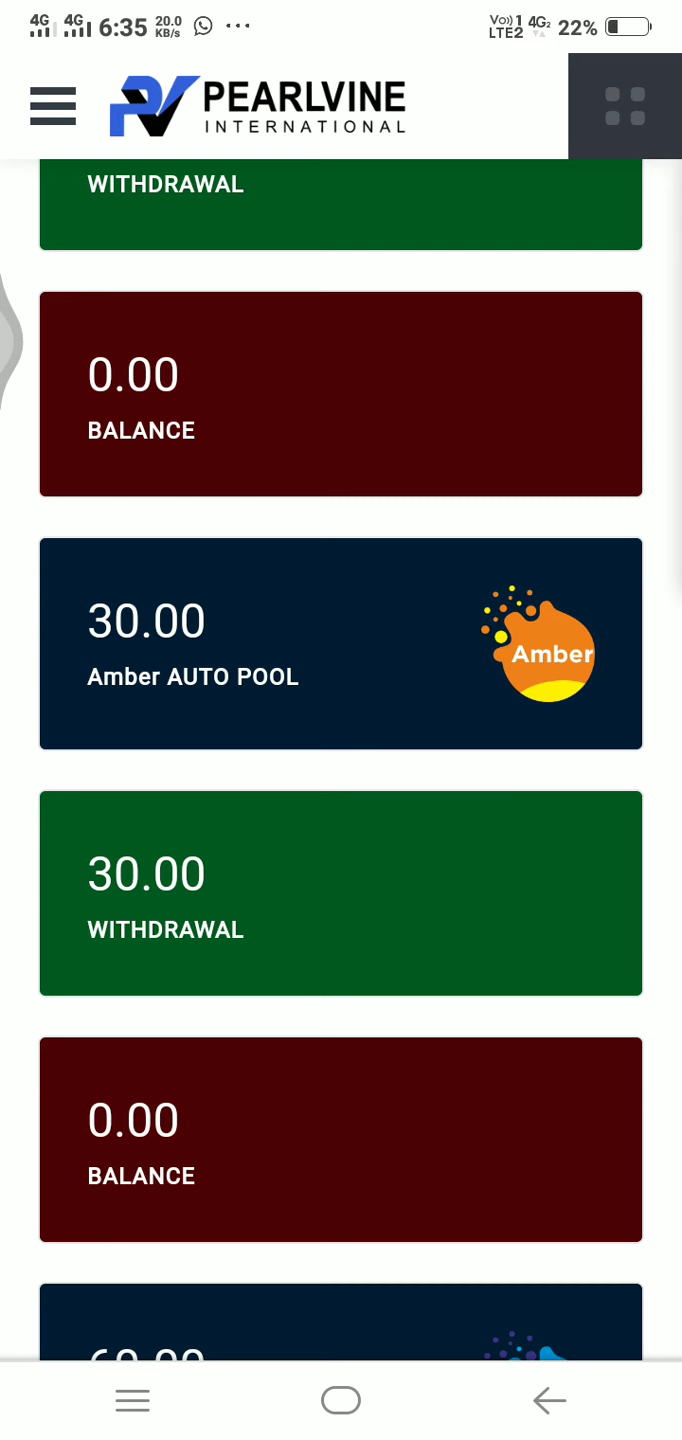 4G 4G 6:35 20.0 KB/s ... Vo)) 1 4G2 LTE2 22%
PEARLVINE
INTERNATIONAL
WITHDRAWAL
0.00
BALANCE
30.00
Amber AUTO POOL
Amber
30.00
WITHDRAWAL
0.00
BALANCE